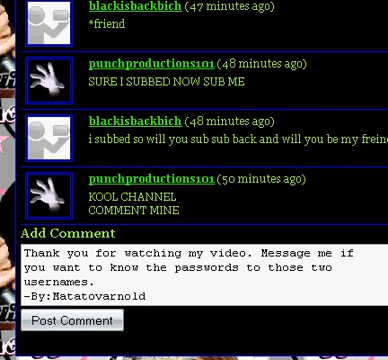 blackisbackbich (47 minutes ago)
*friend
punchproductions101 (48 minutes ago)
SURE I SUBBED NOW SUB ME
blackisbackbich (48 minutes ago)
i subbed so will you sub sub back and will you be my frein
punchproductions101 (50 minutes ago)
KOOL CHANNEL
COMMENT MINE
Add Comment
Thank you for watching my video. Message me if
you want to know the passwords to those two
usernames.
-By:Matatovarnold
Post Comment